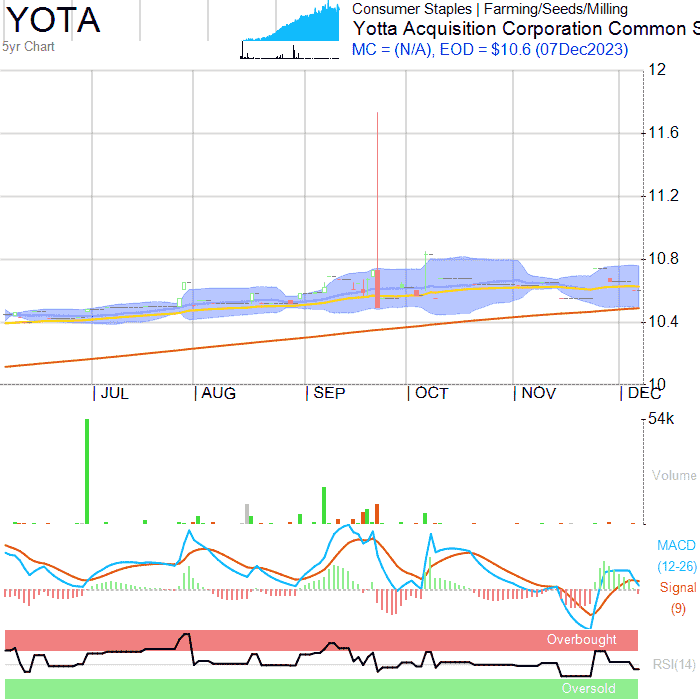 YOTA
5yr Chart
Consumer Staples | Farming/Seeds/Milling
Yotta Acquisition Corporation Common S
MC = (N/A), EOD = $10.6 (07Dec2023)
12
11.6
11.2
10.8
10.4
10
JUL AUG SEP OCT NOV DEC
54k
Volume
MACD
(12-26)
Signal
(9)
Overbought
RSI(14)
Oversold